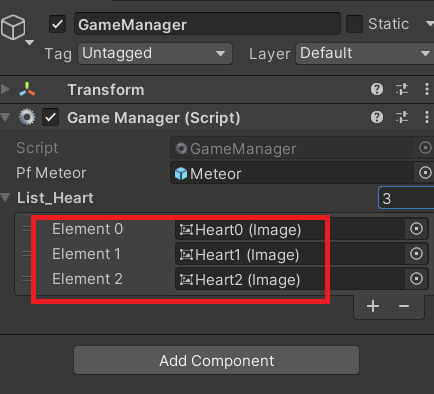 GameManager
Static
Tag Untagged Layer Default
Transform
Game Manager (Script)
Script GameManager
Pf Meteor Meteor
List_Heart 3
Element 0 Heart0 (Image)
Element 1 Heart1 (Image)
Element 2 Heart2 (Image)
+ −
Add Component